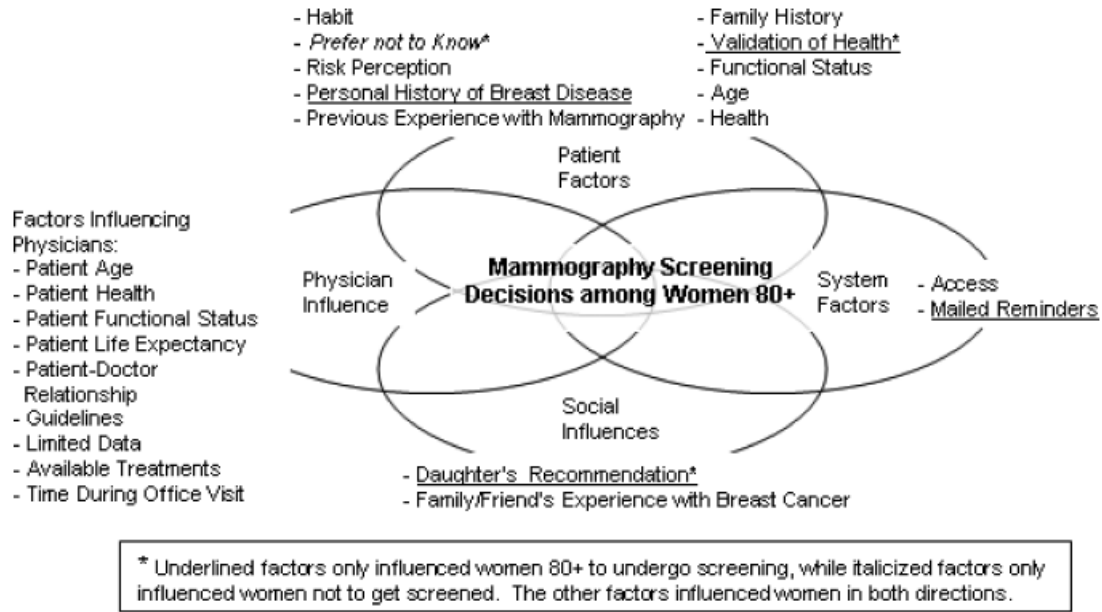 - Habit
- Prefer not to Know*
- Risk Perception
- Personal History of Breast Disease
- Previous Experience with Mammography
- Family History
- Validation of Health*
- Functional Status
- Age
- Health
Patient
Factors
Factors Influencing
Physicians:
- Patient Age
- Patient Health
- Patient Functional Status
- Patient Life Expectancy
- Patient-Doctor
Relationship
- Guidelines
- Limited Data
- Available Treatments
- Time During Office Visit
Physician
Influence
Mammography Screening
Decisions among Women 80+
System
Factors
- Access
- Mailed Reminders
Social
Influences
- Daughter's Recommendation*
- Family/Friend's Experience with Breast Cancer
* Underlined factors only influenced women 80+ to undergo screening, while italicized factors only
influenced women not to get screened. The other factors influenced women in both directions.